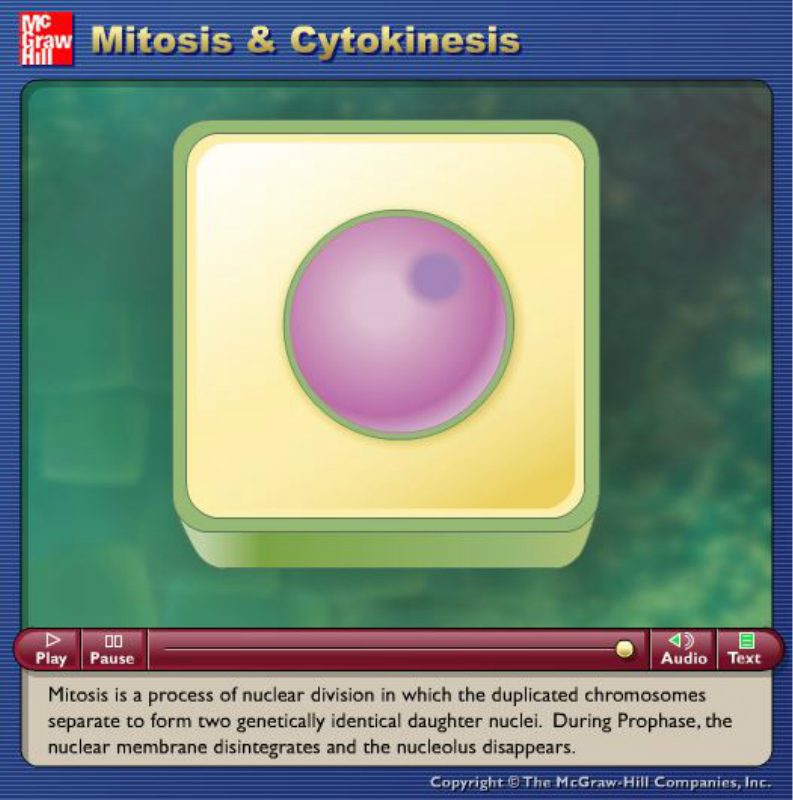 Mc
Graw
Hill
Mitosis & Cytokinesis
Play
Pause
Audio
Text
Mitosis is a process of nuclear division in which the duplicated chromosomes
separate to form two genetically identical daughter nuclei.  During Prophase, the
nuclear membrane disintegrates and the nucleolus disappears.
Copyright © The McGraw-Hill Companies, Inc.